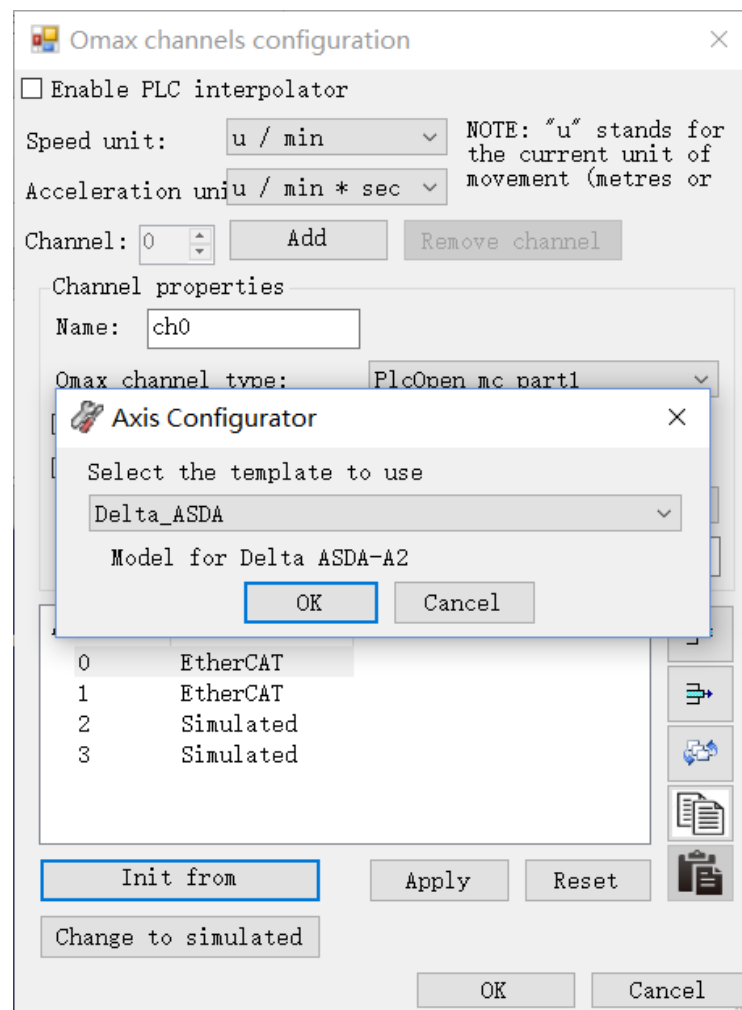 Omax channels configuration
Enable PLC interpolator
Speed unit:
u / min
NOTE: "u" stands for
the current unit of
movement (metres or
Acceleration uni
u / min * sec
Channel:
0
Add
Remove channel
Channel properties
Name:
ch0
Omax channel type:
PlcOpen mc part1
Axis Configurator
Select the template to use
Delta_ASDA
Model for Delta ASDA-A2
OK
Cancel
0 EtherCAT
1 EtherCAT
2 Simulated
3 Simulated
Init from
Apply
Reset
Change to simulated
OK
Cancel